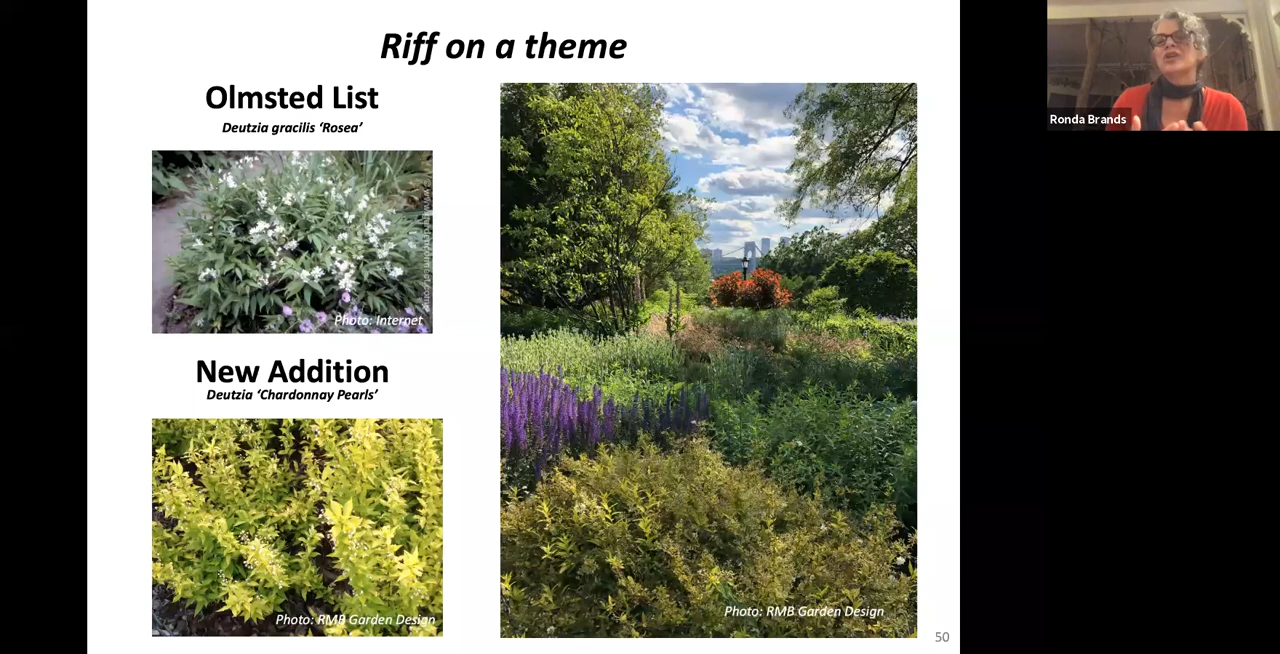 Riff on a theme
Olmsted List
Deutzia gracilis ‘Rosea’
Photo: Internet
New Addition
Deutzia ‘Chardonnay Pearls’
Photo: RMB Garden Design
Photo: RMB Garden Design
50
Ronda Brands